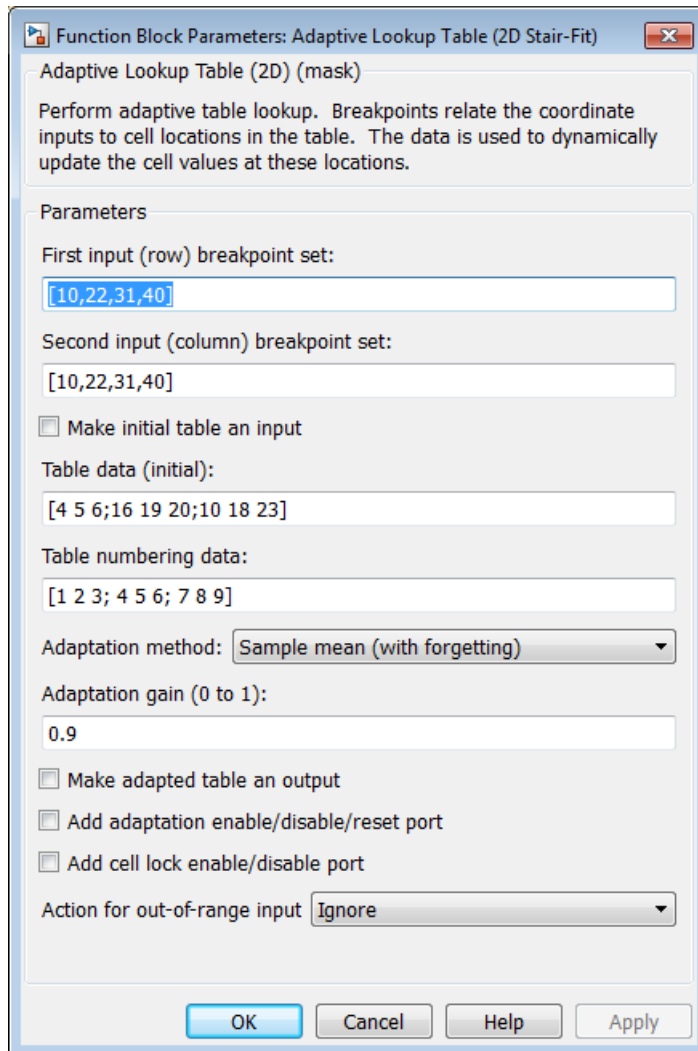 Function Block Parameters: Adaptive Lookup Table (2D Stair-Fit)
Adaptive Lookup Table (2D) (mask)
Perform adaptive table lookup.  Breakpoints relate the coordinate
inputs to cell locations in the table.  The data is used to dynamically
update the cell values at these locations.
Parameters
First input (row) breakpoint set:
[10,22,31,40]
Second input (column) breakpoint set:
[10,22,31,40]
Make initial table an input
Table data (initial):
[4 5 6;16 19 20;10 18 23]
Table numbering data:
[1 2 3; 4 5 6; 7 8 9]
Adaptation method: Sample mean (with forgetting)
Adaptation gain (0 to 1):
0.9
Make adapted table an output
Add adaptation enable/disable/reset port
Add cell lock enable/disable port
Action for out-of-range input Ignore
OK Cancel Help Apply